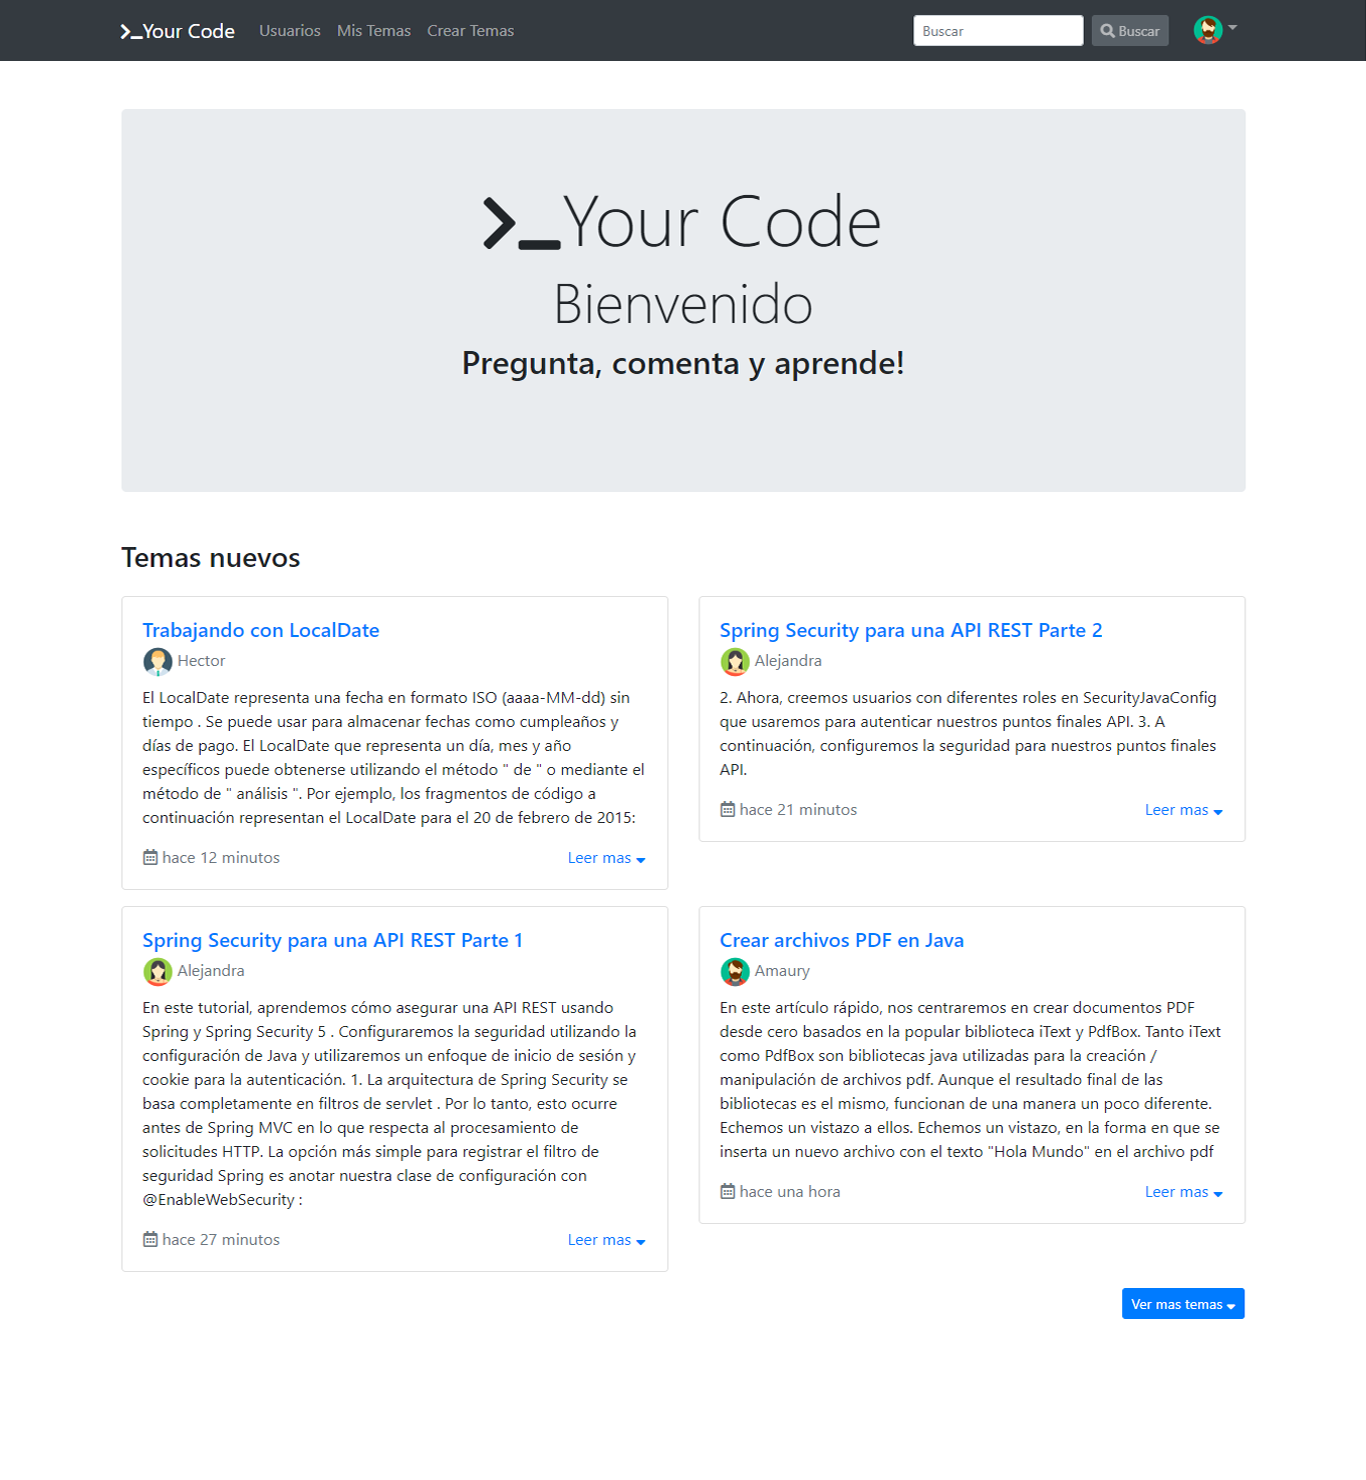 Your Code Usuarios Mis Temas Crear Temas Buscar Buscar
Your Code
Bienvenido
Pregunta, comenta y aprende!
Temas nuevos
Trabajando con LocalDate
Hector
El LocalDate representa una fecha en formato ISO (aaaa-MM-dd) sin
tiempo . Se puede usar para almacenar fechas como cumpleaños y
días de pago. El LocalDate que representa un día, mes y año
específicos puede obtenerse utilizando el método " de " o mediante el
método de " análisis ". Por ejemplo, los fragmentos de código a
continuación representan el LocalDate para el 20 de febrero de 2015:
hace 12 minutos Leer mas
Spring Security para una API REST Parte 2
Alejandra
2. Ahora, creemos usuarios con diferentes roles en SecurityJavaConfig
que usaremos para autenticar nuestros puntos finales API. 3. A
continuación, configuremos la seguridad para nuestros puntos finales
API.
hace 21 minutos Leer mas
Spring Security para una API REST Parte 1
Alejandra
En este tutorial, aprendemos cómo asegurar una API REST usando
Spring y Spring Security 5 . Configuraremos la seguridad utilizando la
configuración de Java y utilizaremos un enfoque de inicio de sesión y
cookie para la autenticación. 1. La arquitectura de Spring Security se
basa completamente en filtros de servlet . Por lo tanto, esto ocurre
antes de Spring MVC en lo que respecta al procesamiento de
solicitudes HTTP. La opción más simple para registrar el filtro de
seguridad Spring es anotar nuestra clase de configuración con
@EnableWebSecurity :
hace 27 minutos Leer mas
Crear archivos PDF en Java
Amaury
En este artículo rápido, nos centraremos en crear documentos PDF
desde cero basados en la popular biblioteca iText y PdfBox. Tanto iText
como PdfBox son bibliotecas java utilizadas para la creación /
manipulación de archivos pdf. Aunque el resultado final de las
bibliotecas es el mismo, funcionan de una manera un poco diferente.
Echemos un vistazo a ellos. Echemos un vistazo, en la forma en que se
inserta un nuevo archivo con el texto "Hola Mundo" en el archivo pdf
hace una hora Leer mas
Ver mas temas